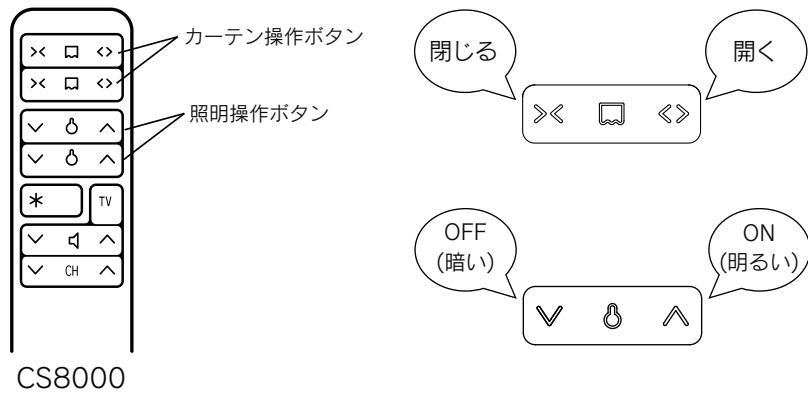 カーテン操作ボタン
照明操作ボタン
TV
CH
CS8000
閉じる
開く
OFF
(暗い)
ON
(明るい)